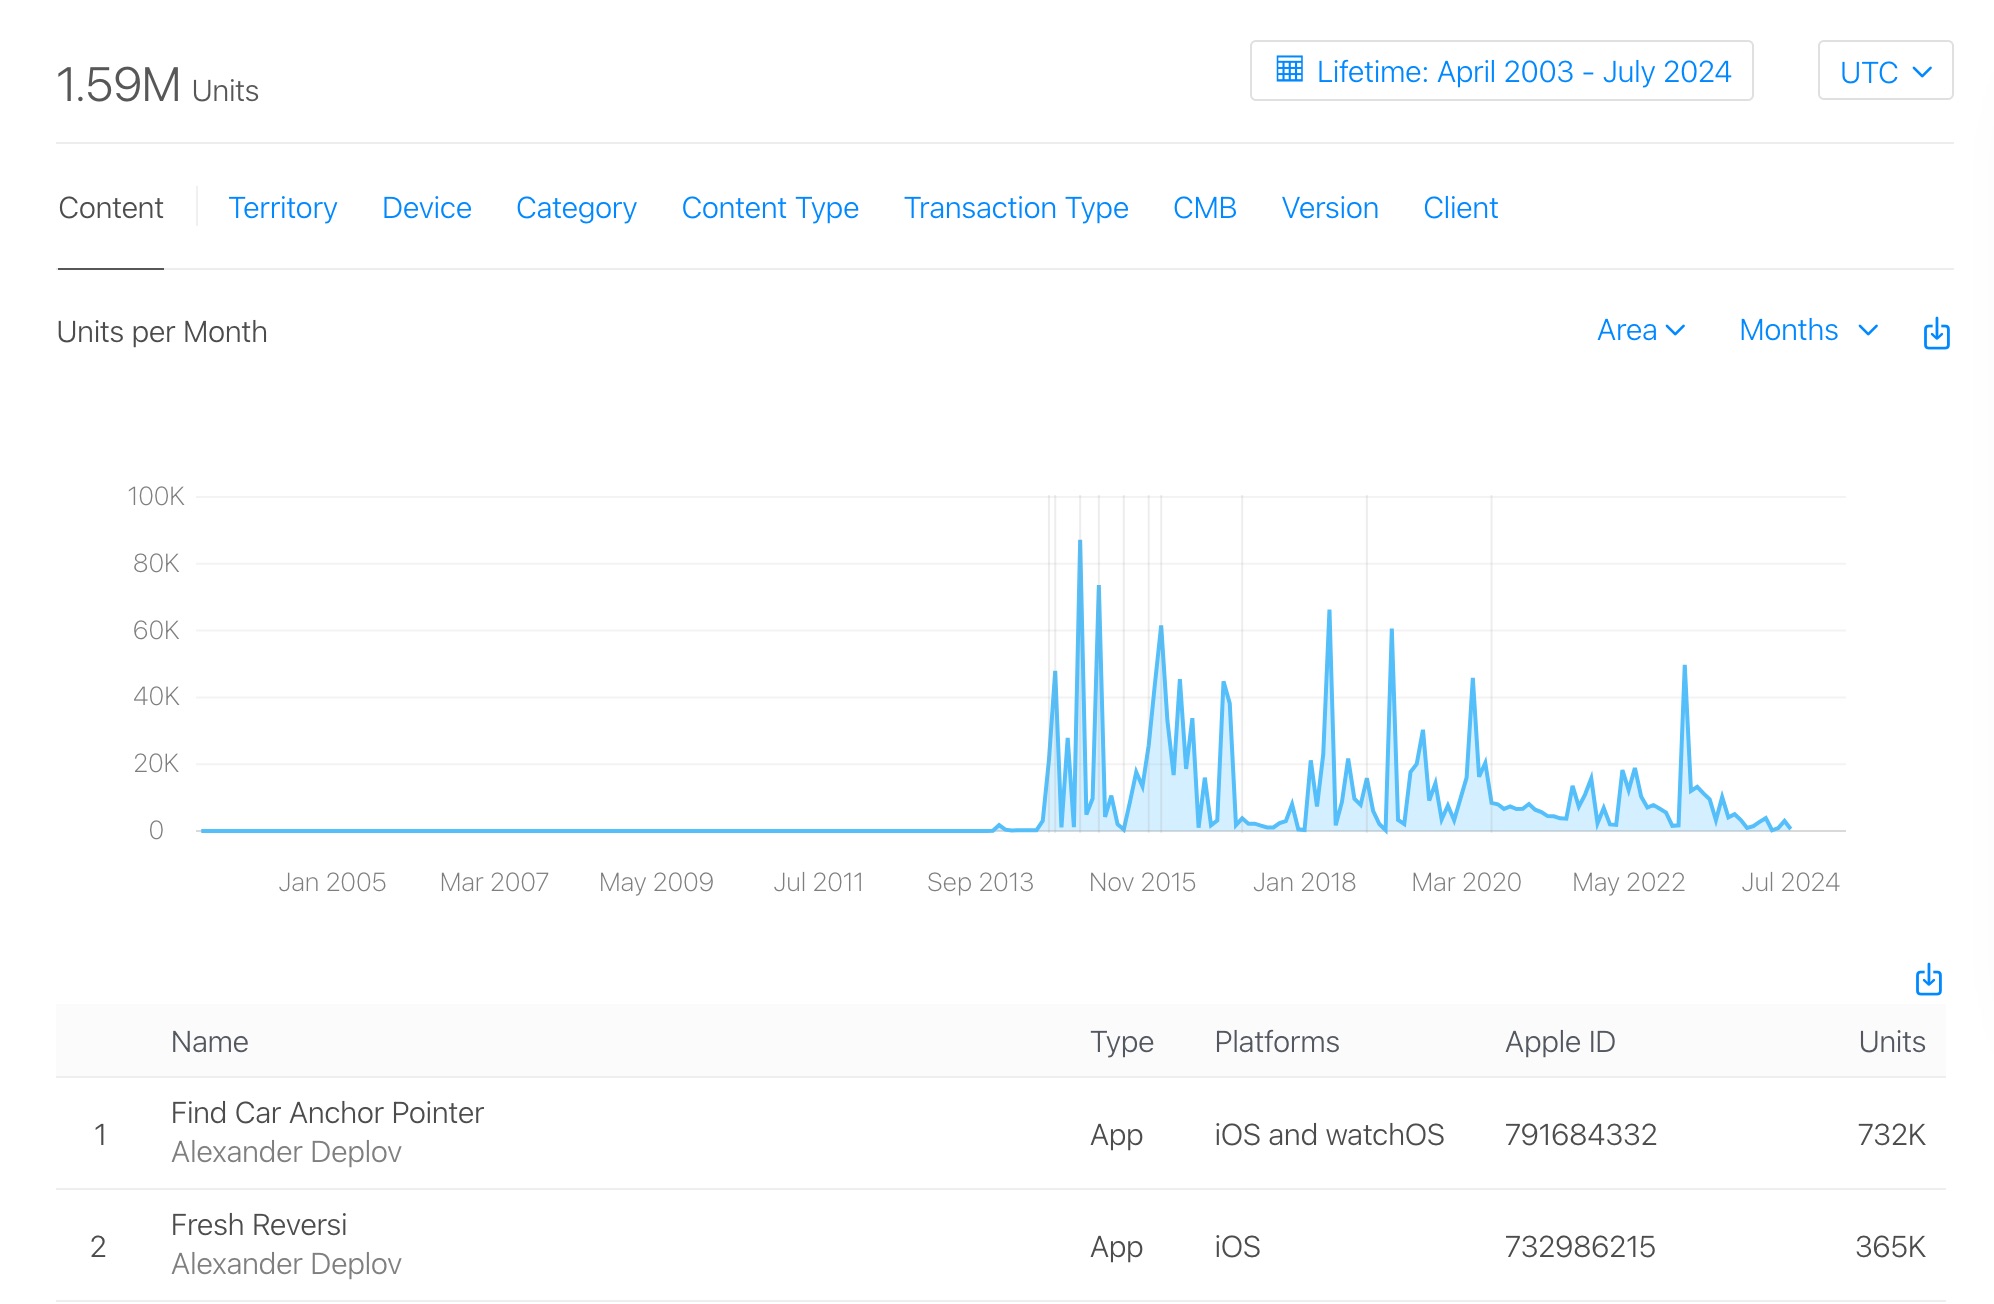 1.59M Units
Lifetime: April 2003 - July 2024
UTC
Content
Territory
Device
Category
Content Type
Transaction Type
CMB
Version
Client
Units per Month
Area
Months
100K
80K
60K
40K
20K
0
Jan 2005
Mar 2007
May 2009
Jul 2011
Sep 2013
Nov 2015
Jan 2018
Mar 2020
May 2022
Jul 2024
Name Type Platforms Apple ID Units
1
Find Car Anchor Pointer
Alexander Deplov
App iOS and watchOS 791684332 732K
2
Fresh Reversi
Alexander Deplov
App iOS 732986215 365K